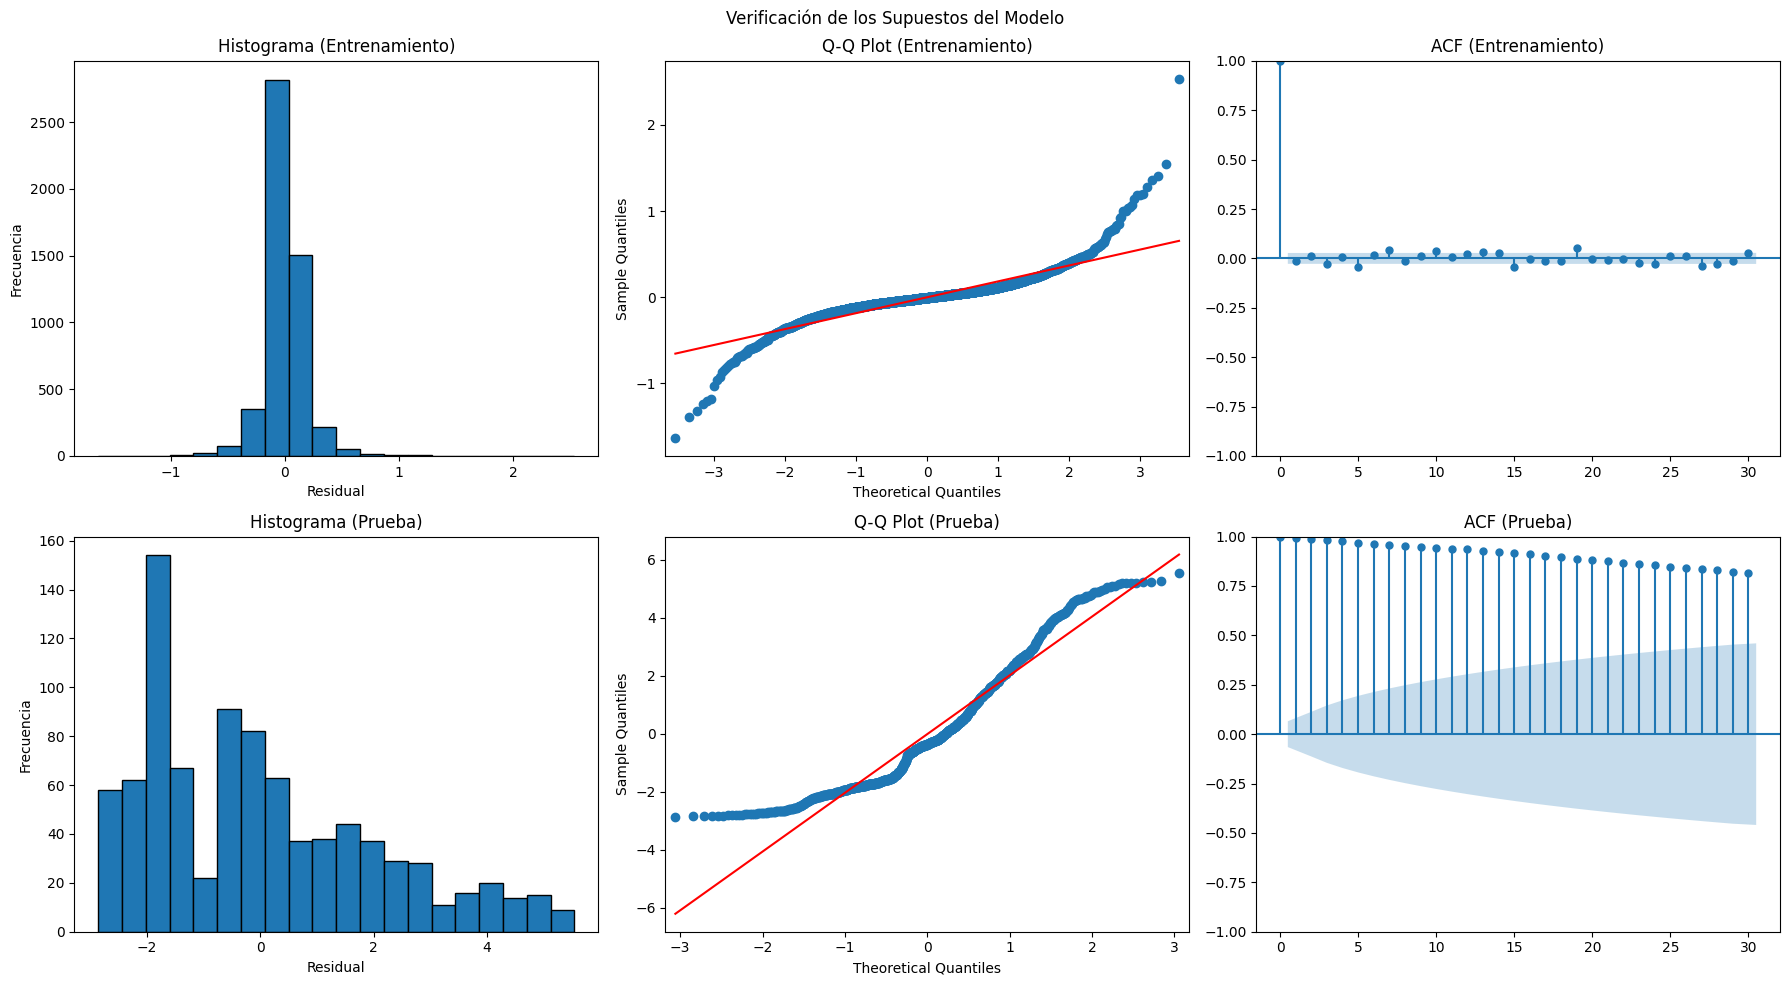 Verificación de los Supuestos del Modelo
Histograma (Entrenamiento)
Frecuencia
2500
2000
1500
1000
500
0
−1 0 1 2
Residual
Q-Q Plot (Entrenamiento)
Sample Quantiles
2
1
0
−1
−3 −2 −1 0 1 2 3
Theoretical Quantiles
ACF (Entrenamiento)
1.00
0.75
0.50
0.25
0.00
−0.25
−0.50
−0.75
−1.00
0 5 10 15 20 25 30
Histograma (Prueba)
Frecuencia
160
140
120
100
80
60
40
20
0
−2 0 2 4
Residual
Q-Q Plot (Prueba)
Sample Quantiles
6
4
2
0
−2
−4
−6
−3 −2 −1 0 1 2 3
Theoretical Quantiles
ACF (Prueba)
1.00
0.75
0.50
0.25
0.00
−0.25
−0.50
−0.75
−1.00
0 5 10 15 20 25 30